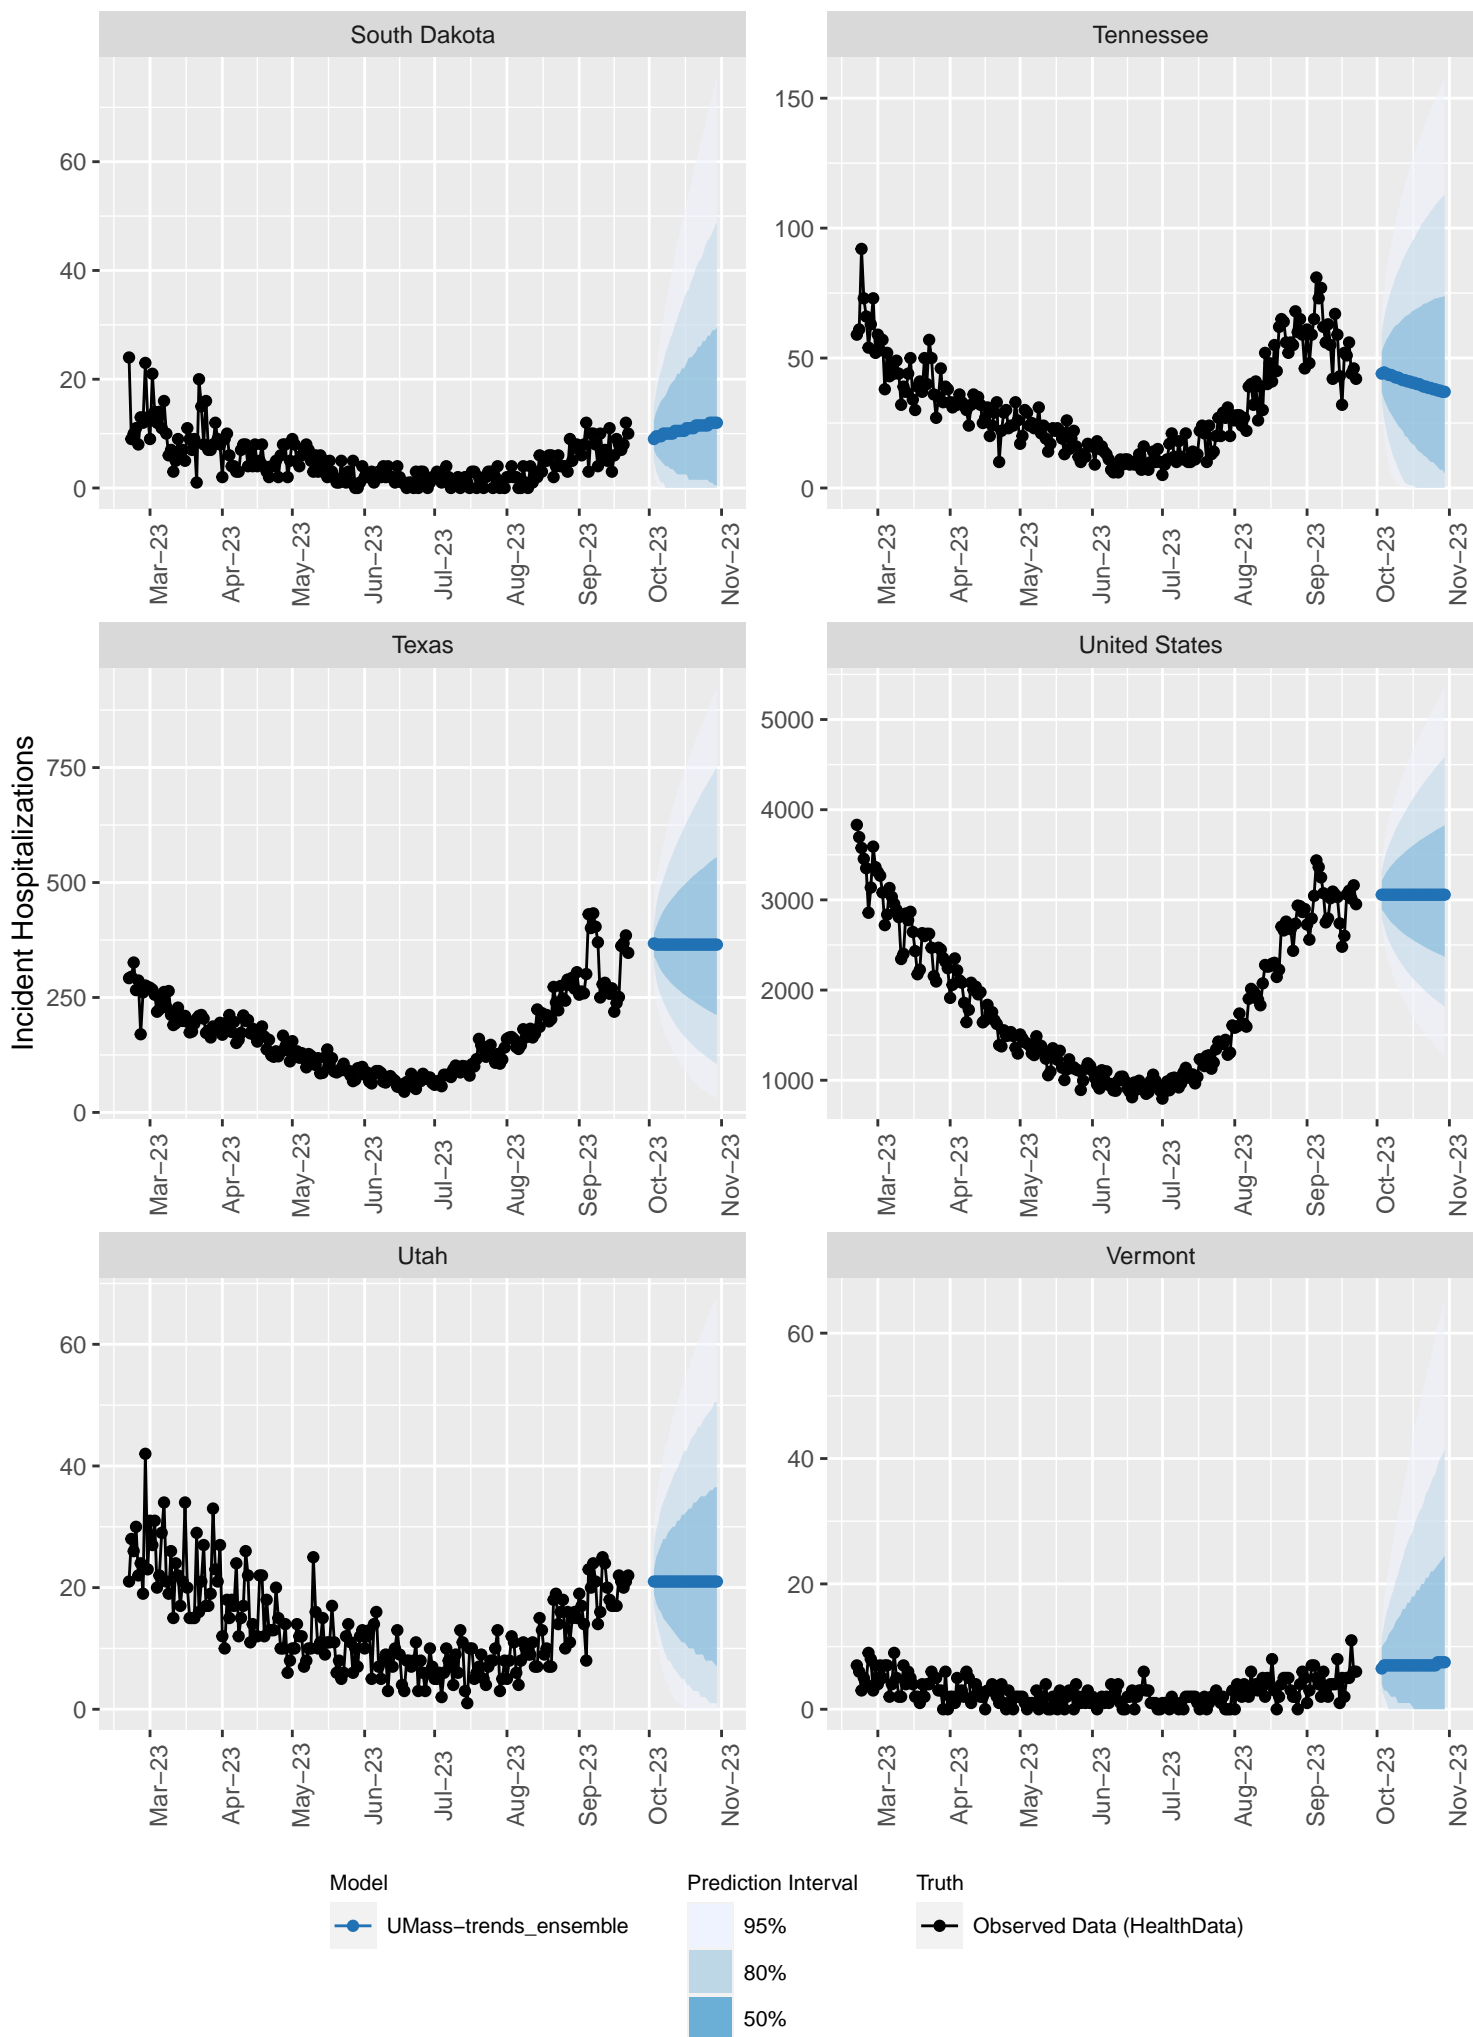 South Dakota
Tennessee
60
40
20
0
150
100
50
0
Mar−23
Apr−23
May−23
Jun−23
Jul−23
Aug−23
Sep−23
Oct−23
Nov−23
Mar−23
Apr−23
May−23
Jun−23
Jul−23
Aug−23
Sep−23
Oct−23
Nov−23
Incident Hospitalizations
Texas
United States
750
500
250
0
5000
4000
3000
2000
1000
Mar−23
Apr−23
May−23
Jun−23
Jul−23
Aug−23
Sep−23
Oct−23
Nov−23
Mar−23
Apr−23
May−23
Jun−23
Jul−23
Aug−23
Sep−23
Oct−23
Nov−23
Utah
Vermont
60
40
20
0
60
40
20
0
Mar−23
Apr−23
May−23
Jun−23
Jul−23
Aug−23
Sep−23
Oct−23
Nov−23
Mar−23
Apr−23
May−23
Jun−23
Jul−23
Aug−23
Sep−23
Oct−23
Nov−23
Model
UMass−trends_ensemble
Prediction Interval
95%
80%
50%
Truth
Observed Data (HealthData)